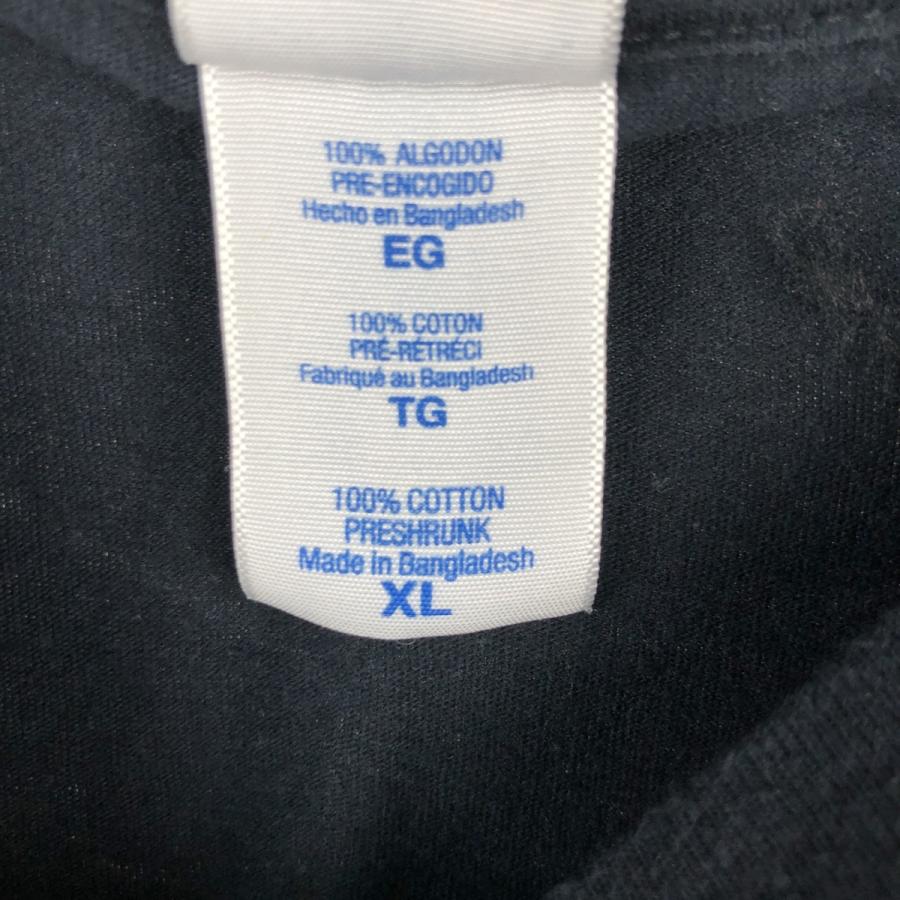 100% ALGODON
PRE-ENCOGIDO
Hecho en Bangladesh
EG
100% COTON
PRÉ-RÉTRÉCI
Fabriqué au Bangladesh
TG
100% COTTON
PRESHRUNK
Made in Bangladesh
XL